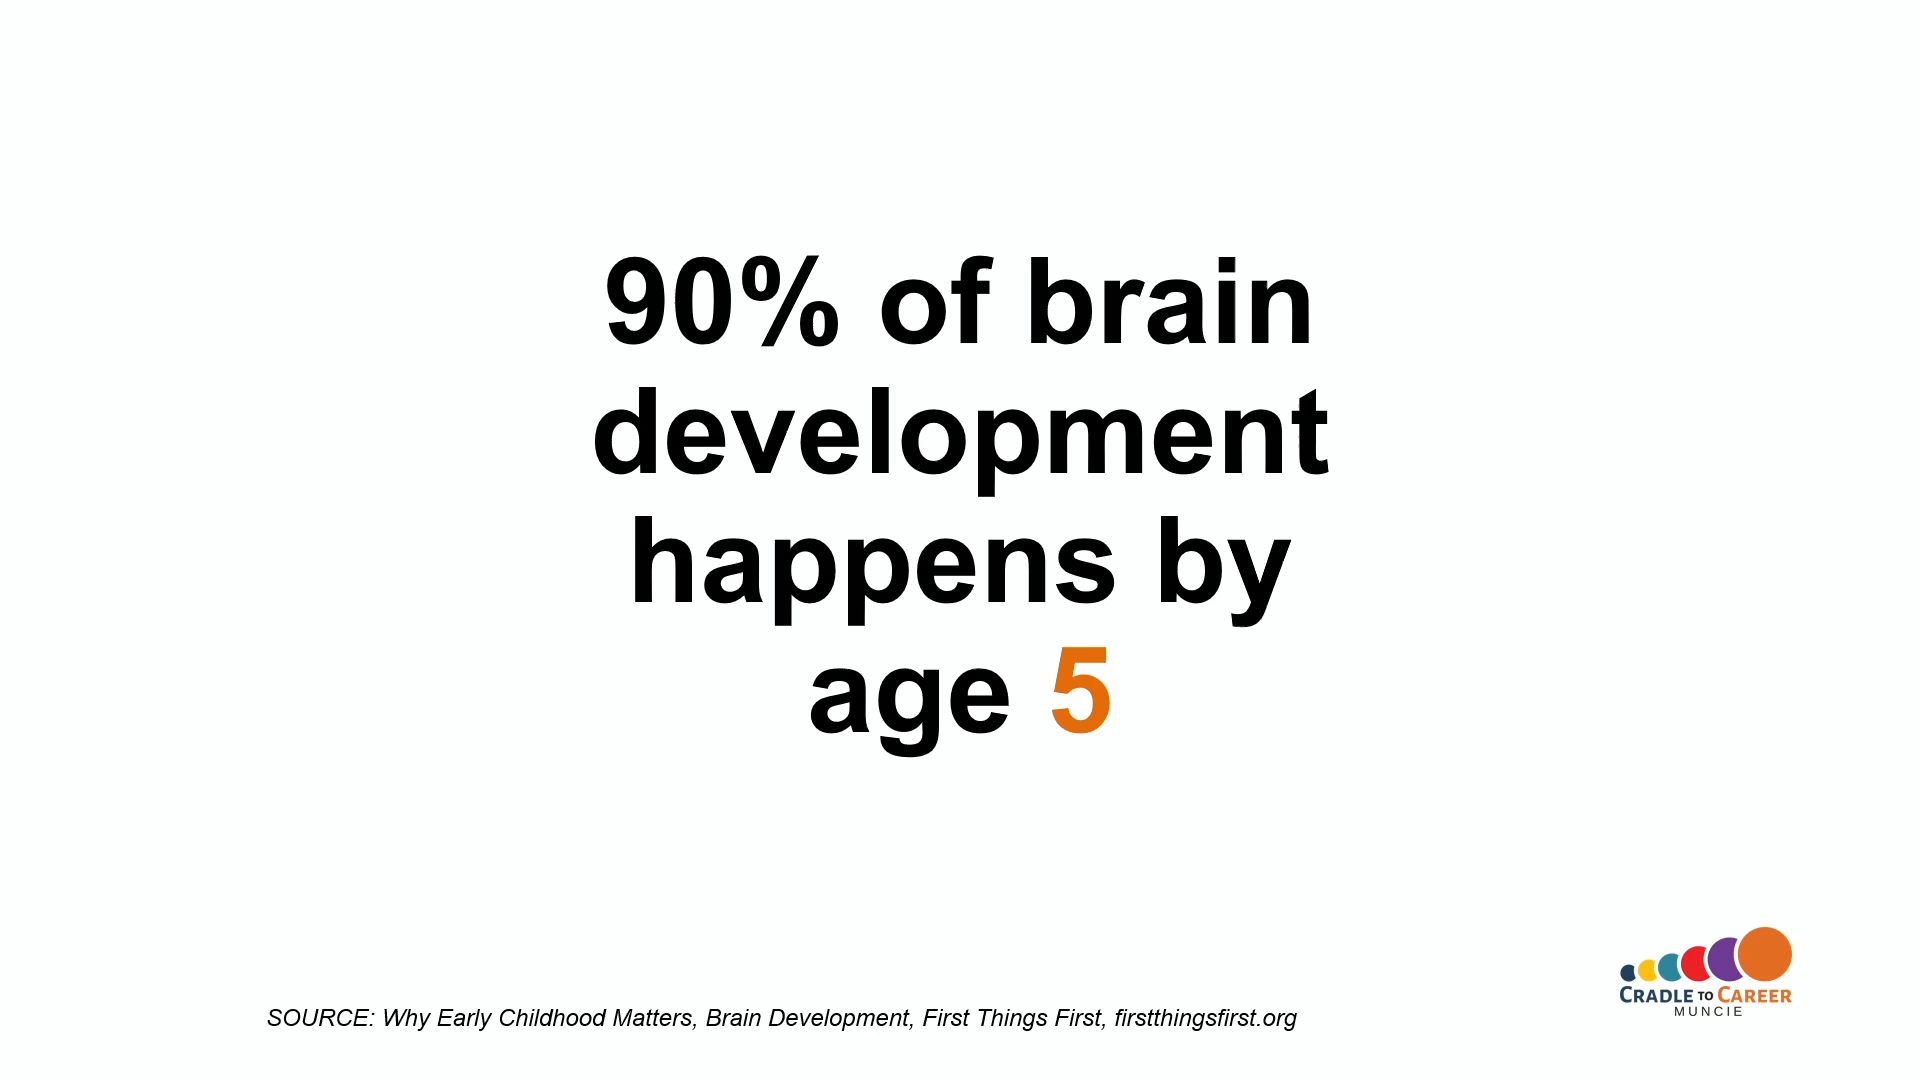 90% of brain
development
happens by
age 5
SOURCE: Why Early Childhood Matters, Brain Development, First Things First, firstthingsfirst.org
CRADLE TO CAREER
MUNCIE